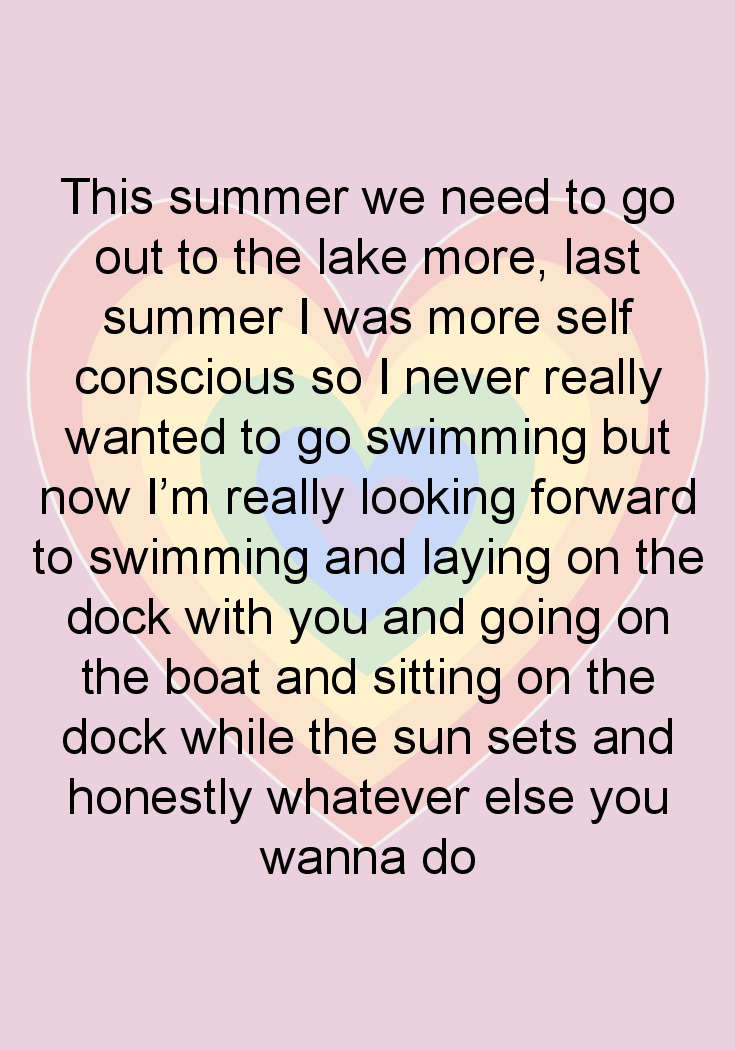 This summer we need to go
out to the lake more, last
summer I was more self
conscious so I never really
wanted to go swimming but
now I’m really looking forward
to swimming and laying on the
dock with you and going on
the boat and sitting on the
dock while the sun sets and
honestly whatever else you
wanna do